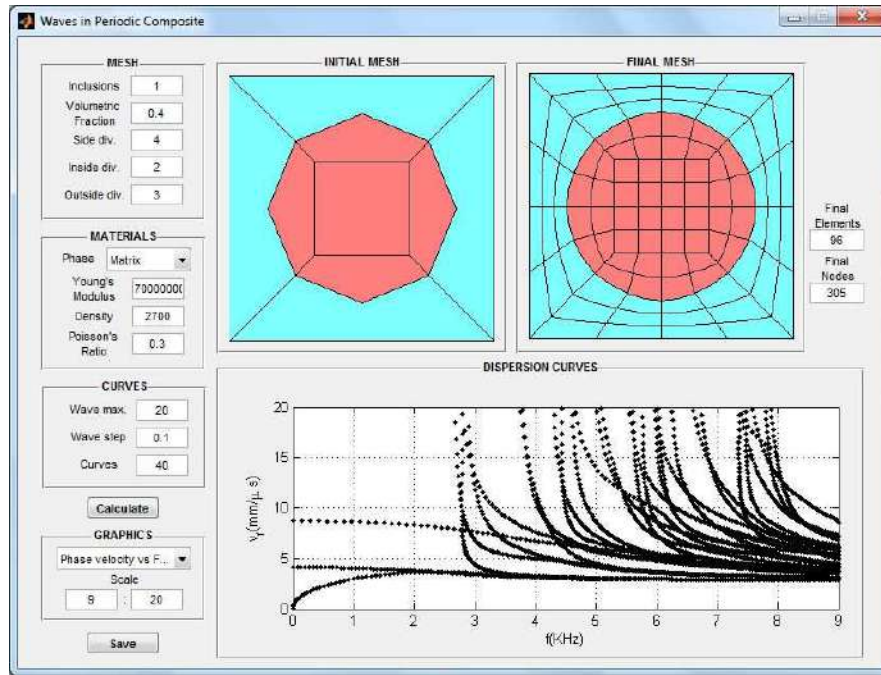 Waves in Periodic Composite
MESH
Inclusions 1
Volumetric
Fraction 0.4
Side div. 4
Inside div. 2
Outside div. 3
MATERIALS
Phase Matrix
Young's
Modulus 7000000(
Density 2700
Poisson's
Ratio 0.3
CURVES
Wave max. 20
Wave step 0.1
Curves 40
Calculate
GRAPHICS
Phase velocity vs F...
Scale
9 : 20
Save
INITIAL MESH
FINAL MESH
Final
Elements
96
Final
Nodes
305
DISPERSION CURVES
20
15
10
5
0
0 1 2 3 4 5 6 7 8 9
f(KHz)